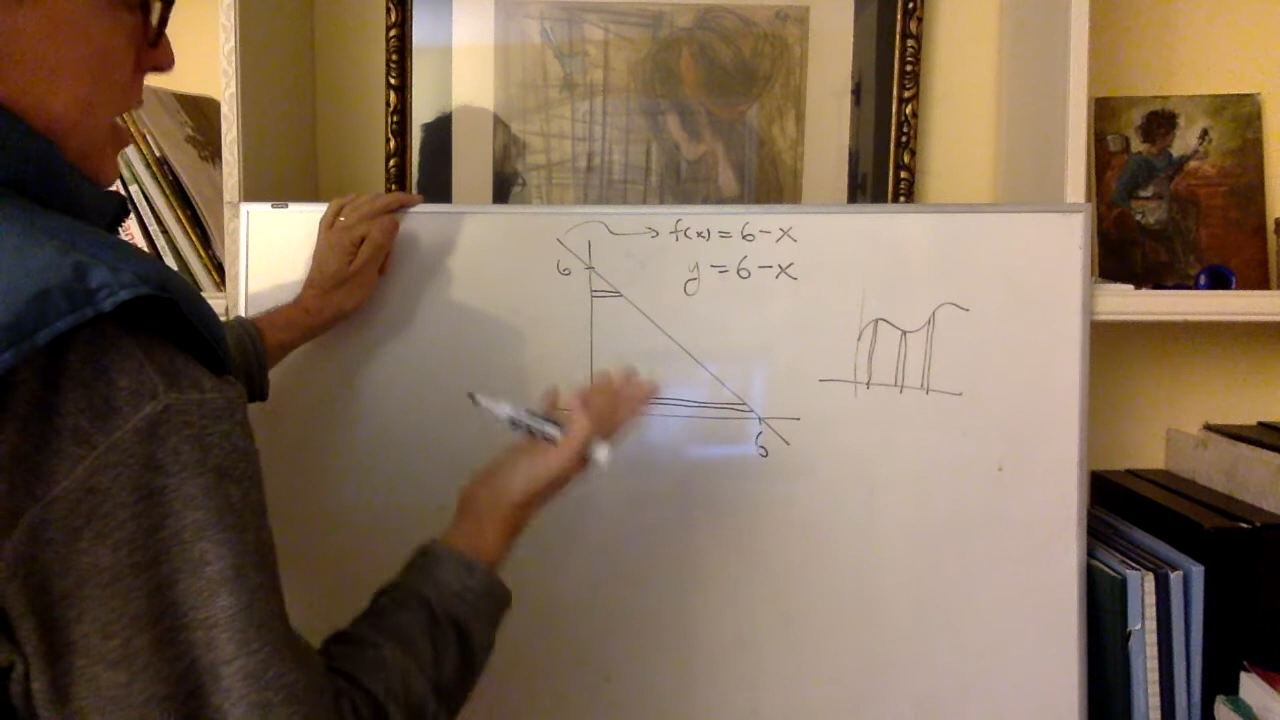 f(x) = 6-x
6
y = 6-x
6